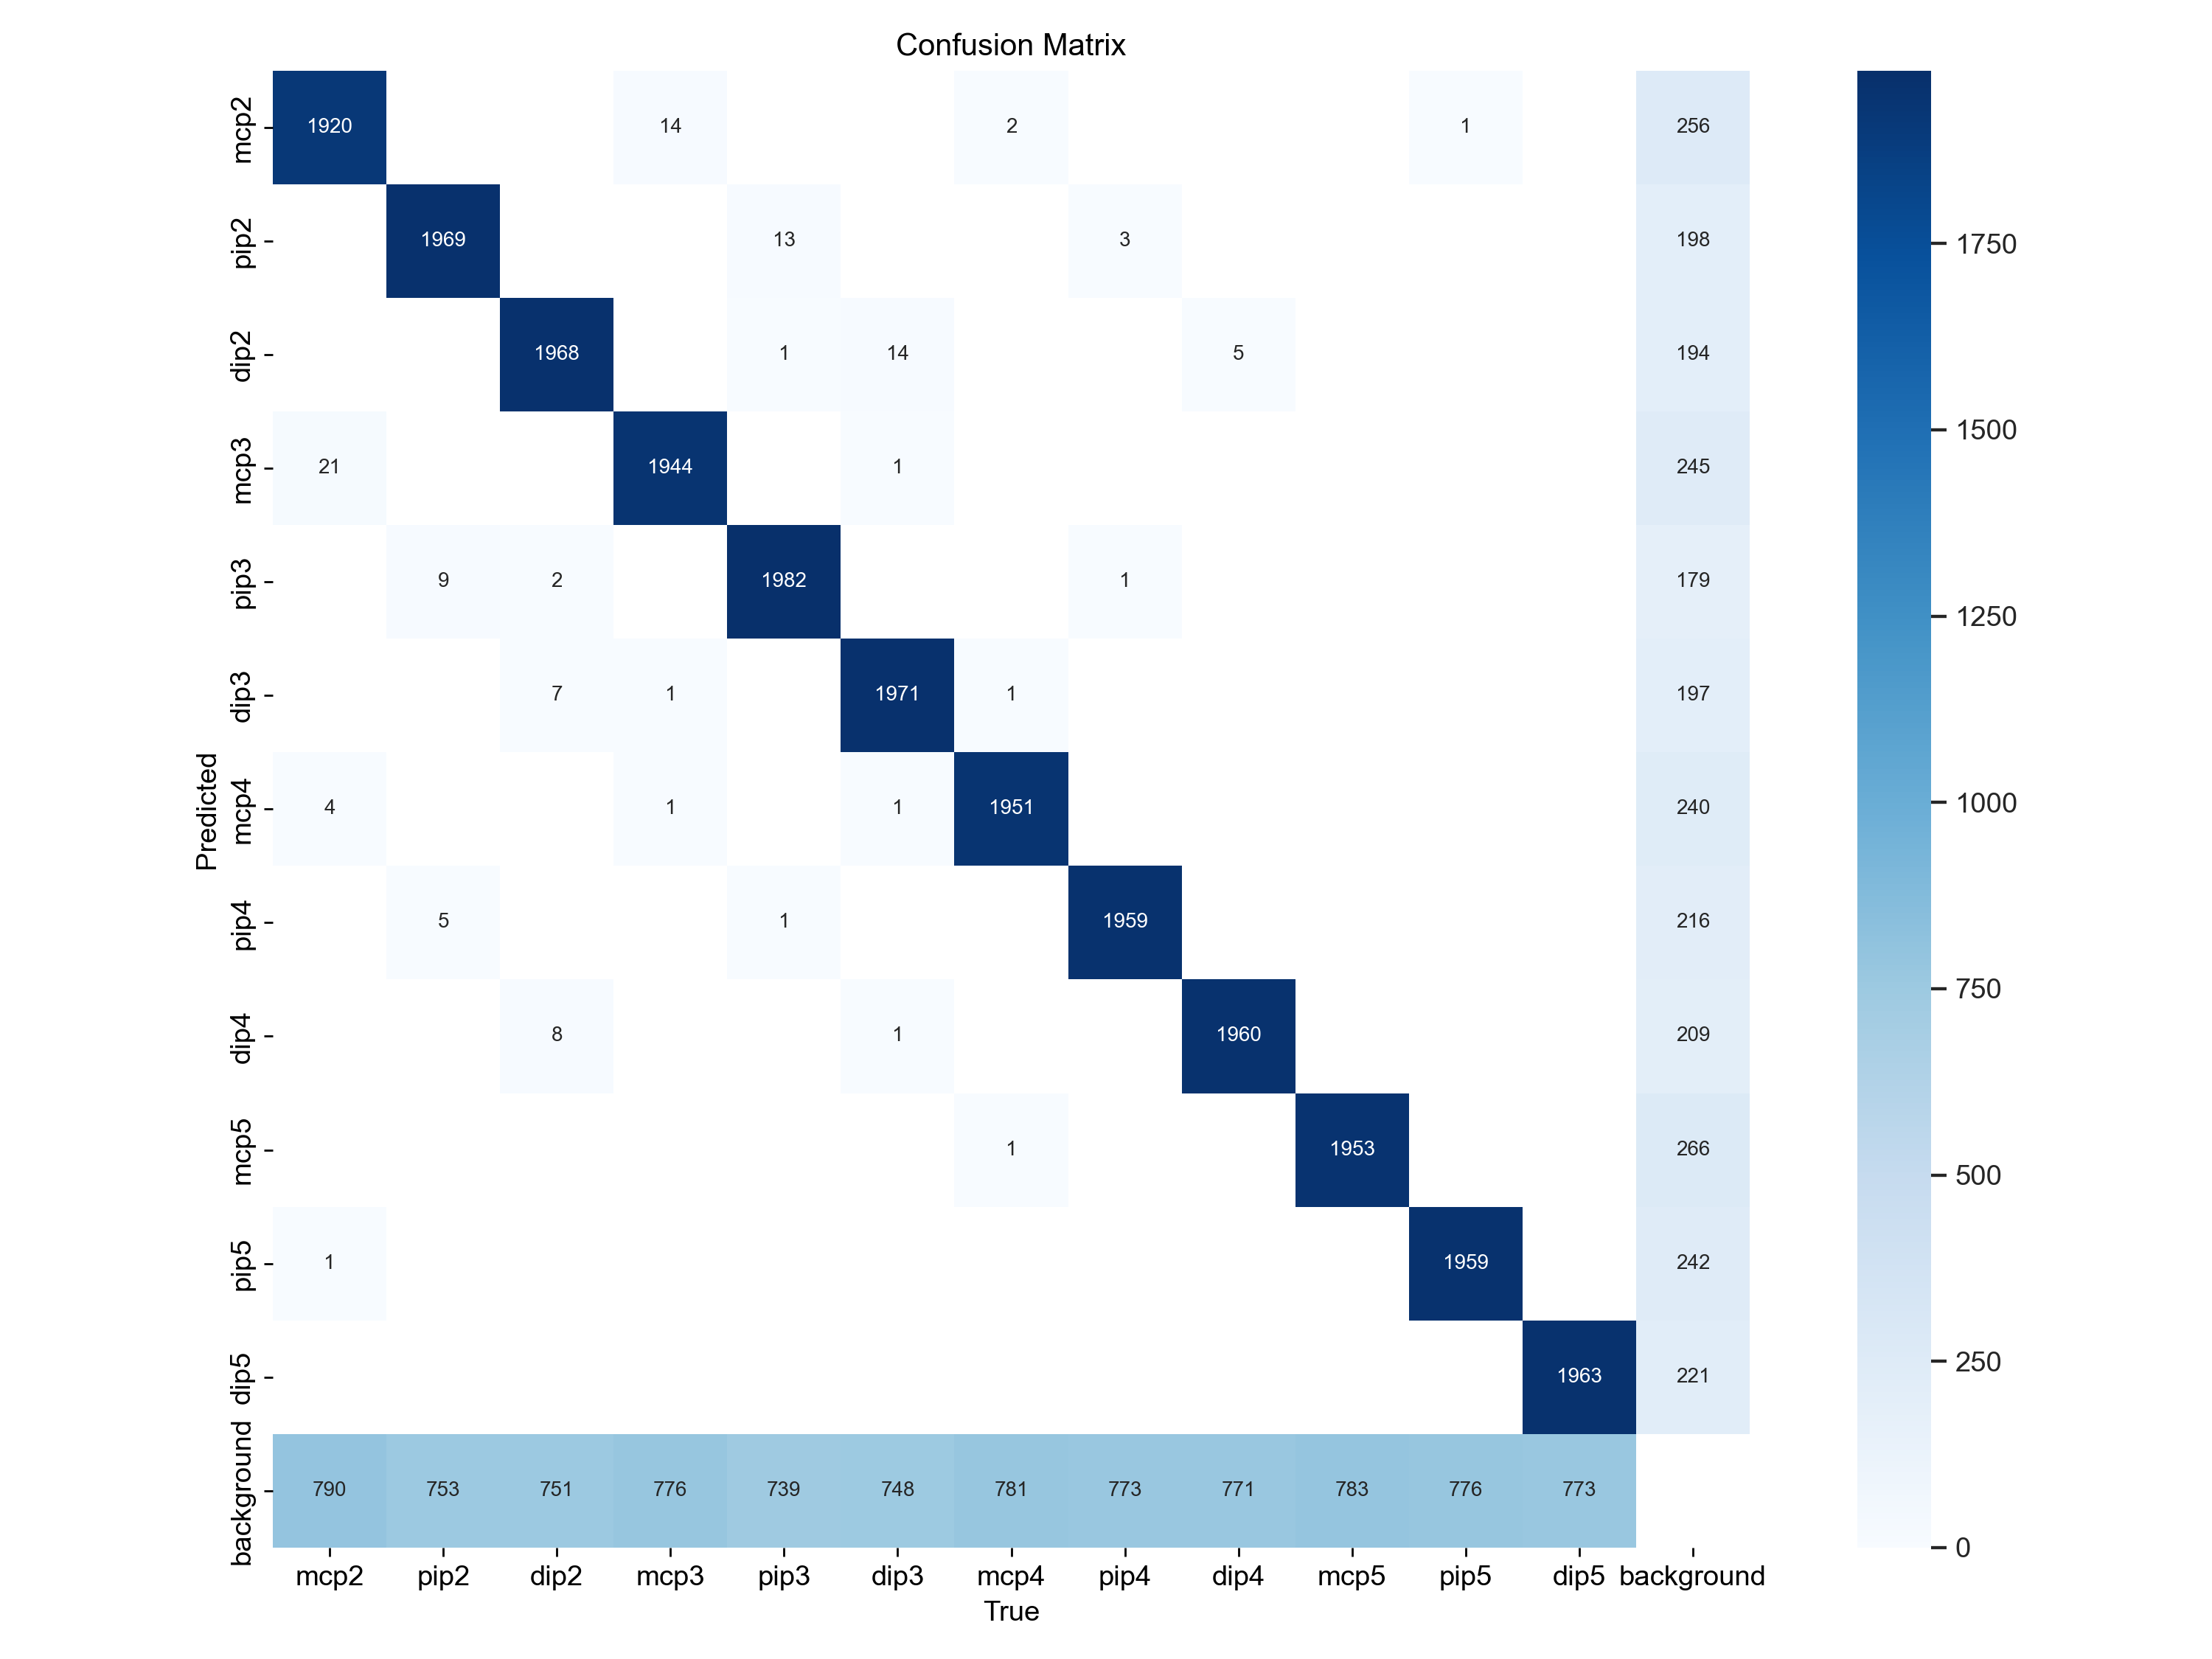 Confusion Matrix
mcp2 1920 14 2 1 256
pip2 1969 13 3 198
dip2 1968 1 14 5 194
mcp3 21 1944 1 245
pip3 9 2 1982 1 179
dip3 7 1 1971 1 197
mcp4 4 1 1 1951 240
pip4 5 1 1959 216
dip4 8 1 1960 209
mcp5 1 1953 266
pip5 1 1959 242
dip5 1963 221
background 790 753 751 776 739 748 781 773 771 783 776 773
mcp2 pip2 dip2 mcp3 pip3 dip3 mcp4 pip4 dip4 mcp5 pip5 dip5 background
True
Predicted
1750
1500
1250
1000
750
500
250
0